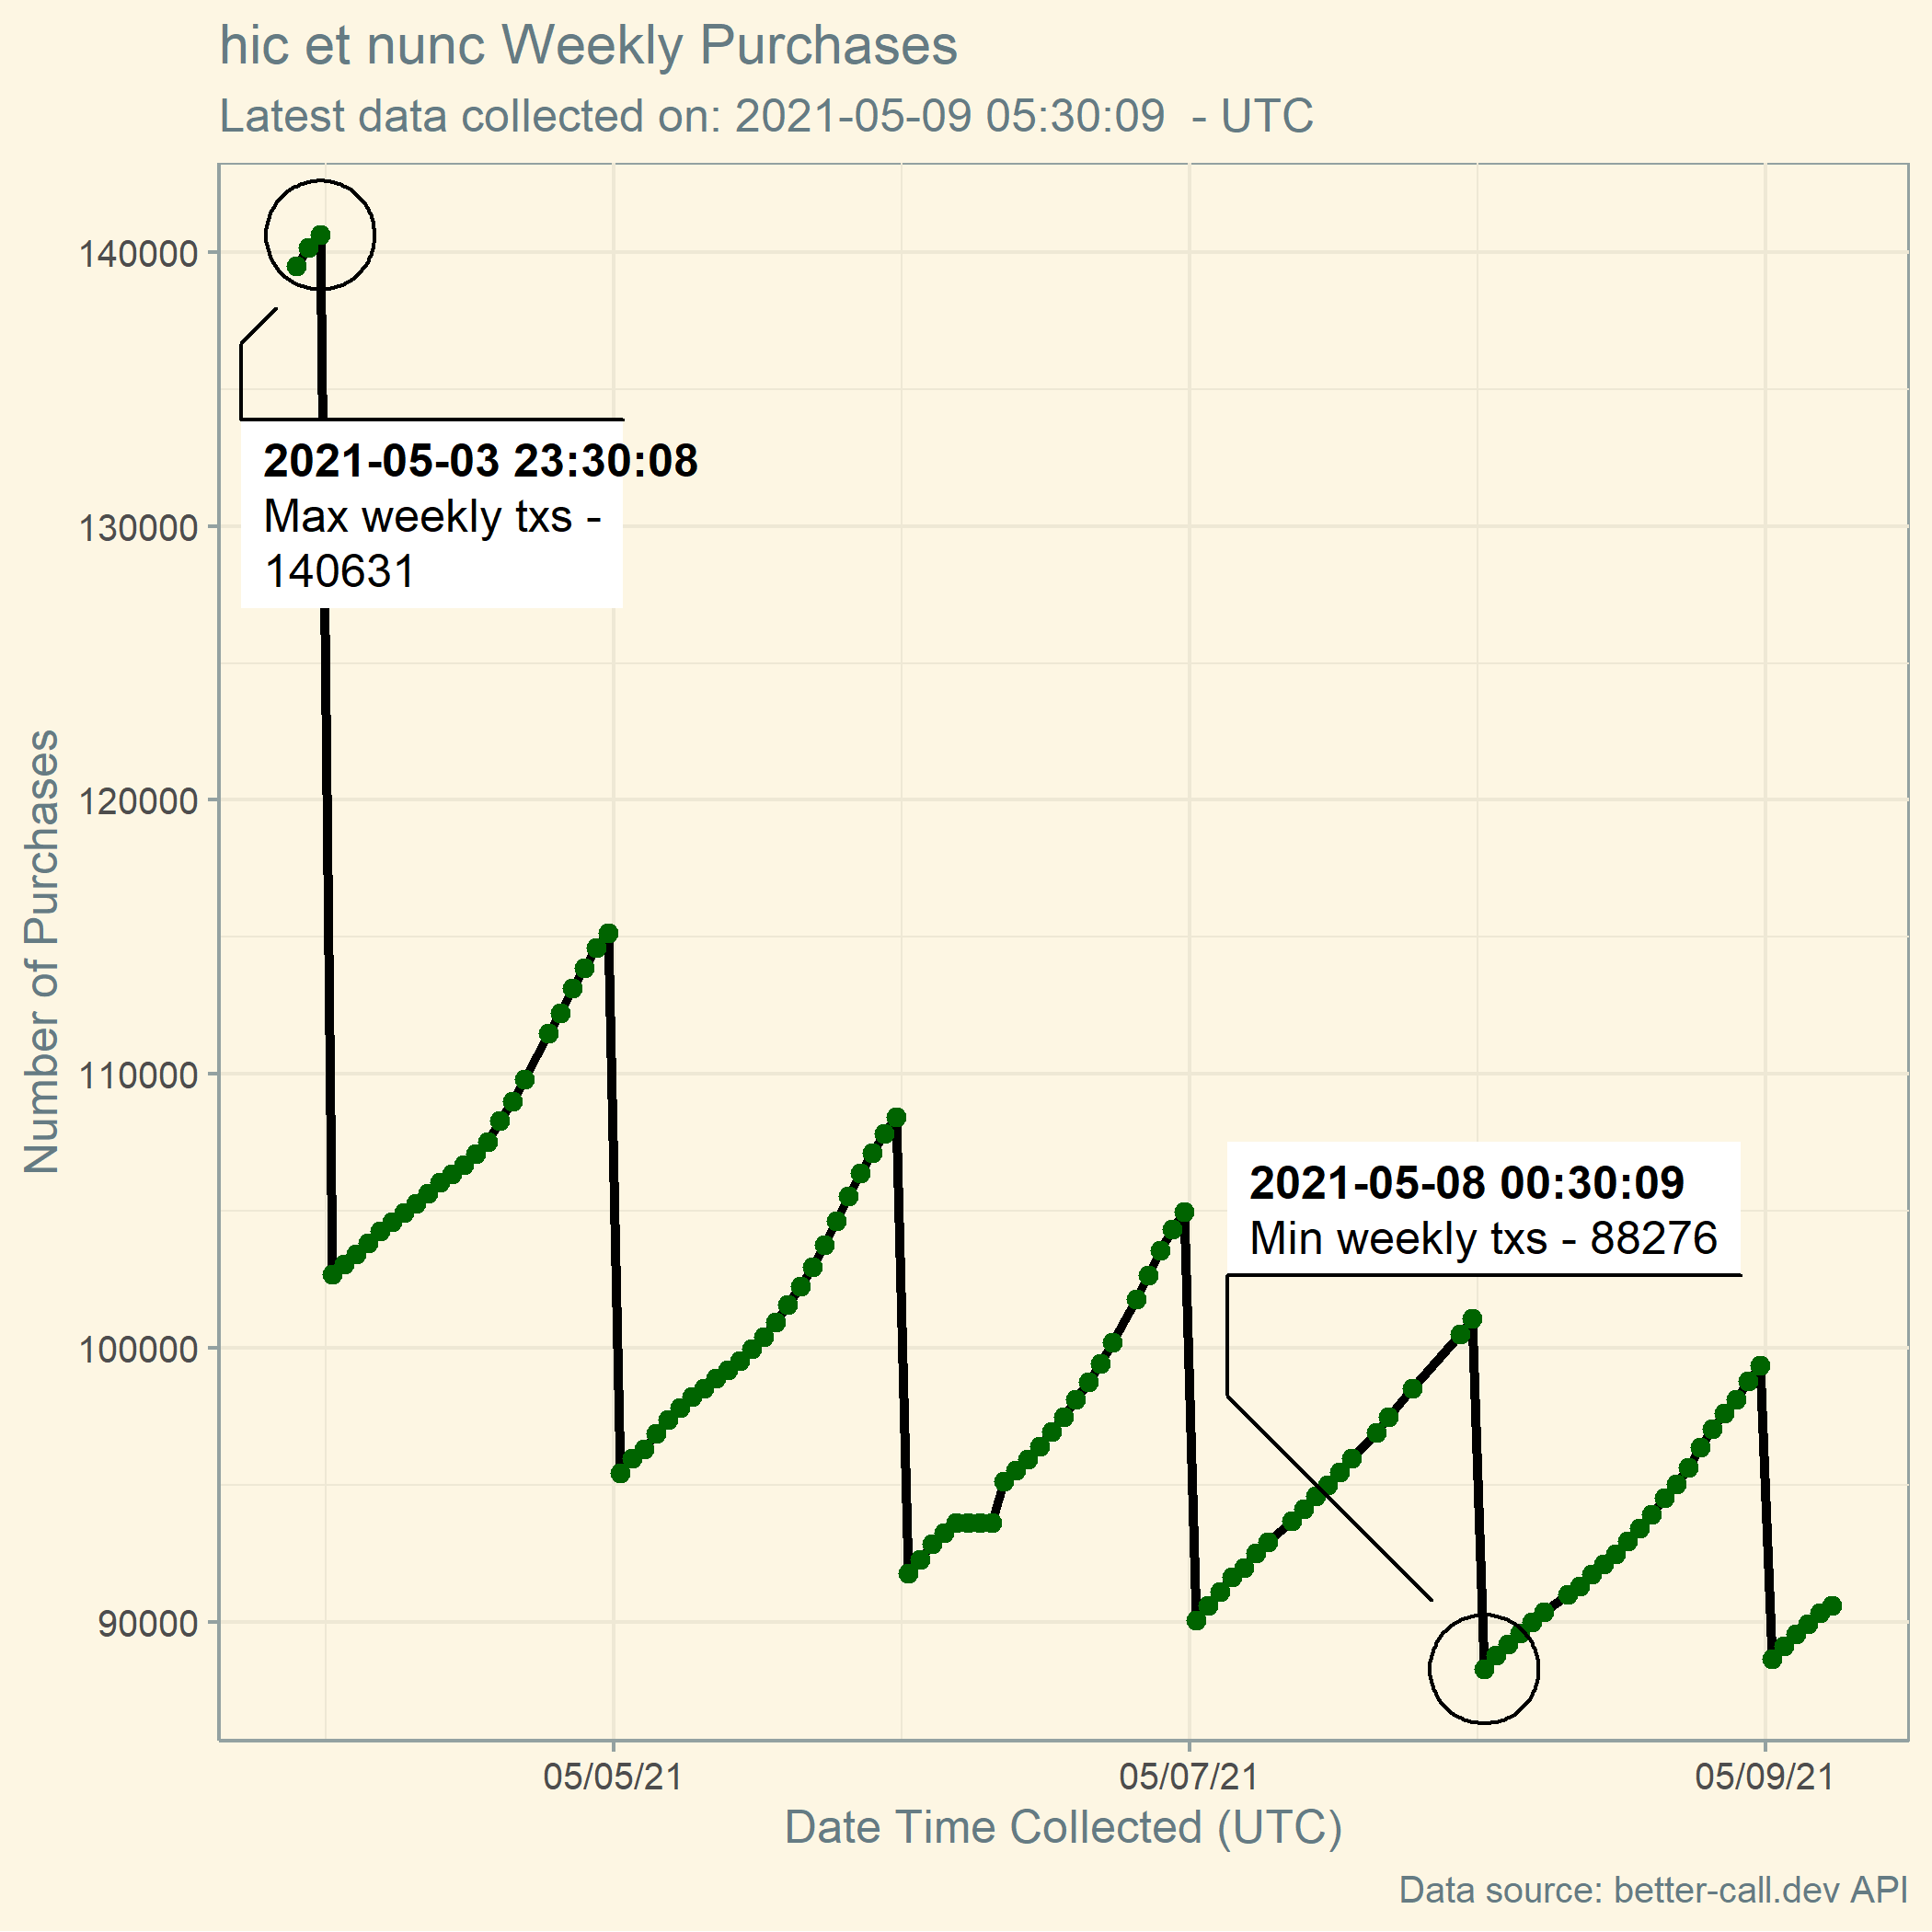 hic et nunc Weekly Purchases
Latest data collected on: 2021-05-09 05:30:09  - UTC
Number of Purchases
140000
130000
120000
110000
100000
90000
2021-05-03 23:30:08
Max weekly txs -
140631
2021-05-08 00:30:09
Min weekly txs - 88276
05/05/21
05/07/21
05/09/21
Date Time Collected (UTC)
Data source: better-call.dev API